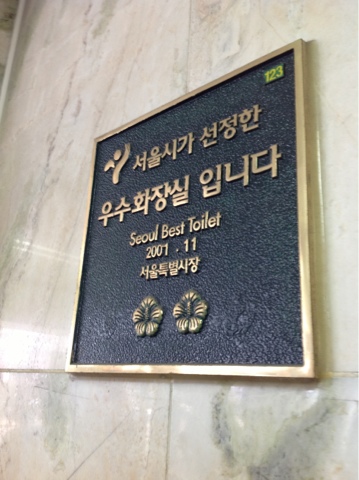 123
서울시가 선정한
우수화장실 입니다
Seoul Best Toilet
2001 . 11
서울특별시장